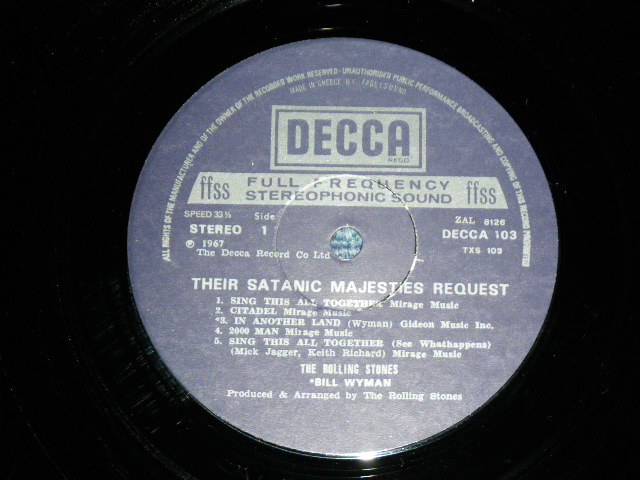 ALL RIGHTS OF THE MANUFACTURER AND OF THE OWNER OF THE RECORDED WORK RESERVED · UNAUTHORISED PUBLIC PERFORMANCE BROADCASTING AND COPYING OF THIS RECORD PROHIBITED
MADE IN GREECE BY
DECCA
REGD
ffss FULL FREQUENCY STEREOPHONIC SOUND ffss
SPEED 33⅓ Side ZAL 8126
STEREO 1 DECCA 103
℗ 1967 TXS 103
The Decca Record Co Ltd
THEIR SATANIC MAJESTIES REQUEST
1. SING THIS ALL TOGETHER Mirage Music
2. CITADEL Mirage Music
*3. IN ANOTHER LAND (Wyman) Gideon Music Inc.
4. 2000 MAN Mirage Music
5. SING THIS ALL TOGETHER (See Whathappens)
(Mick Jagger, Keith Richard) Mirage Music
THE ROLLING STONES
*BILL WYMAN
Produced & Arranged by The Rolling Stones